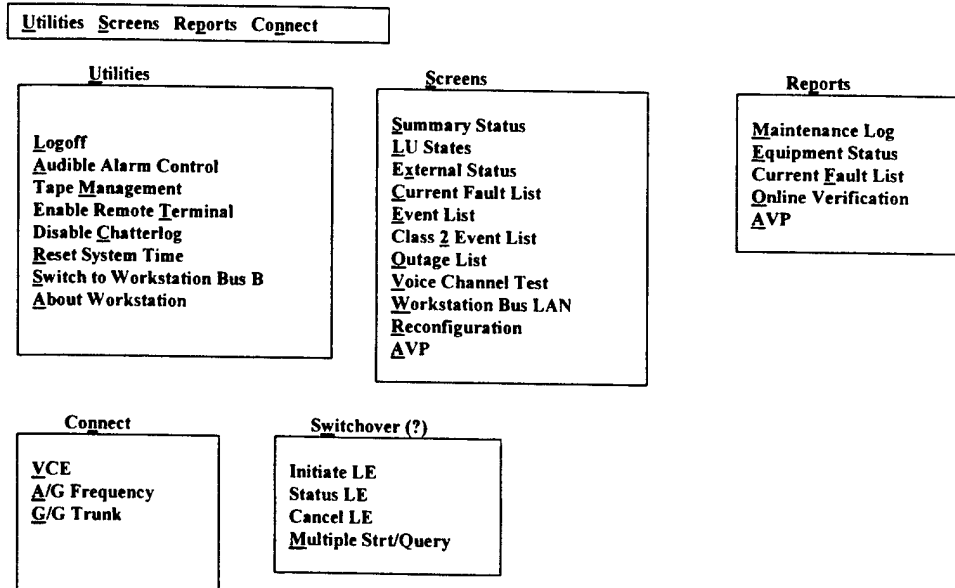 Utilities Screens Reports Connect
Utilities
Logoff
Audible Alarm Control
Tape Management
Enable Remote Terminal
Disable Chatterlog
Reset System Time
Switch to Workstation Bus B
About Workstation
Screens
Summary Status
LU States
External Status
Current Fault List
Event List
Class 2 Event List
Outage List
Voice Channel Test
Workstation Bus LAN
Reconfiguration
AVP
Reports
Maintenance Log
Equipment Status
Current Fault List
Online Verification
AVP
Connect
VCE
A/G Frequency
G/G Trunk
Switchover (?)
Initiate LE
Status LE
Cancel LE
Multiple Strt/Query